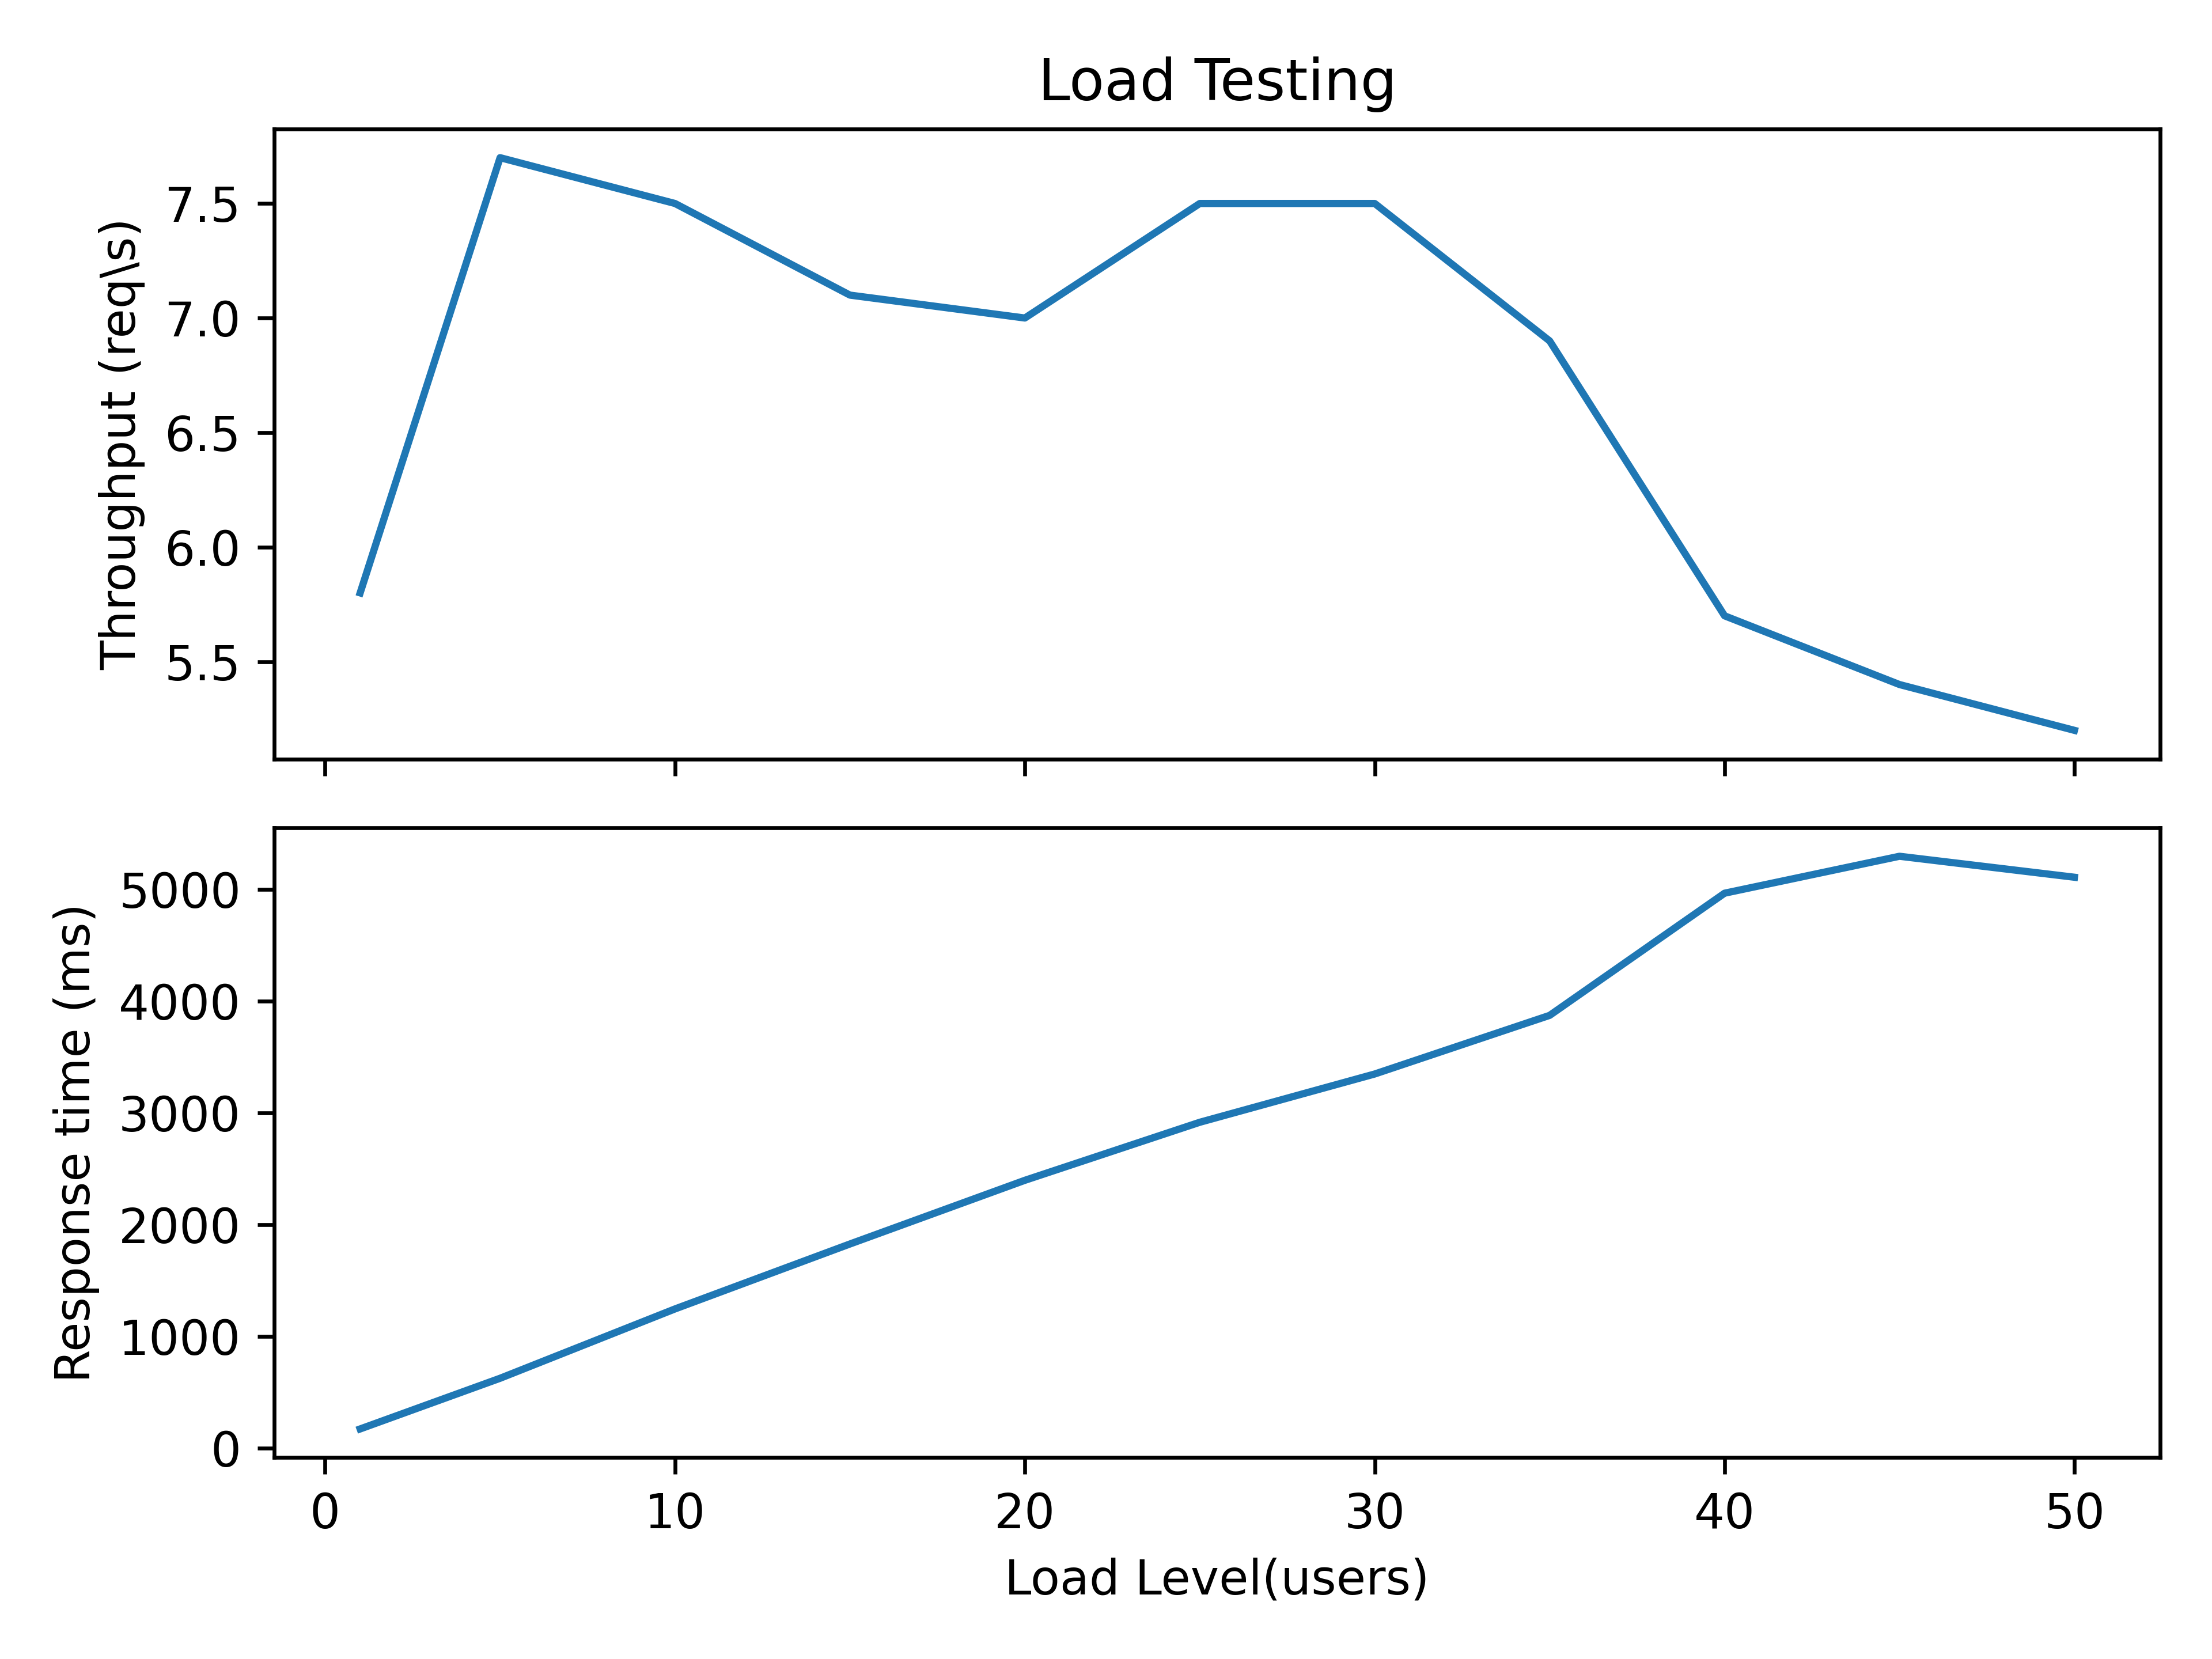 Load Testing
Throughput (req\s)
7.5
7.0
6.5
6.0
5.5
Response time (ms)
5000
4000
3000
2000
1000
0
0 10 20 30 40 50
Load Level(users)